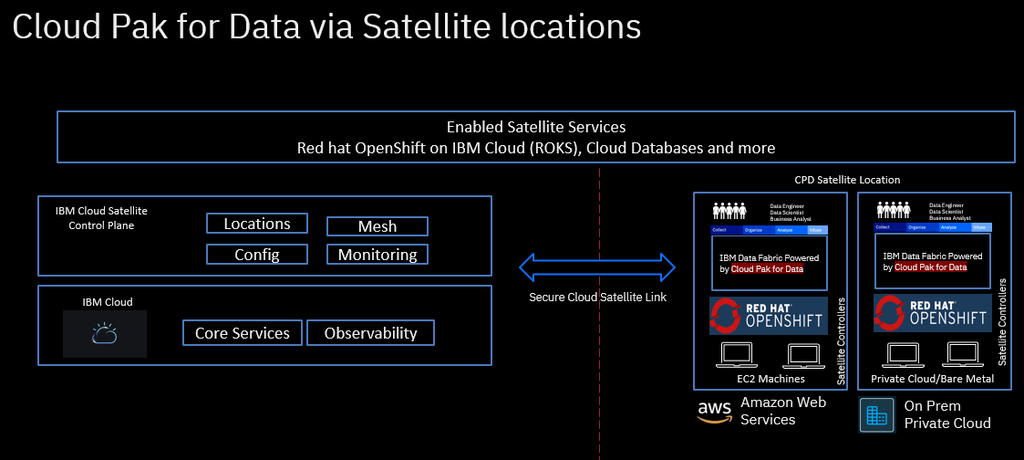 Cloud Pak for Data via Satellite locations
Enabled Satellite Services
Red hat OpenShift on IBM Cloud (ROKS), Cloud Databases and more
IBM Cloud Satellite
Control Plane
Locations
Mesh
Config
Monitoring
IBM Cloud
Core Services
Observability
Secure Cloud Satellite Link
CPD Satellite Location
Data Engineer
Data Scientist
Business Analyst
Collect Organize Analyze Infuse
IBM Data Fabric Powered
by Cloud Pak for Data
RED HAT
OPENSHIFT
EC2 Machines
Satellite Controllers
aws
Amazon Web
Services
Data Engineer
Data Scientist
Business Analyst
Collect Organize Analyze Infuse
IBM Data Fabric Powered
by Cloud Pak for Data
RED HAT
OPENSHIFT
Private Cloud/Bare Metal
Satellite Controllers
On Prem
Private Cloud